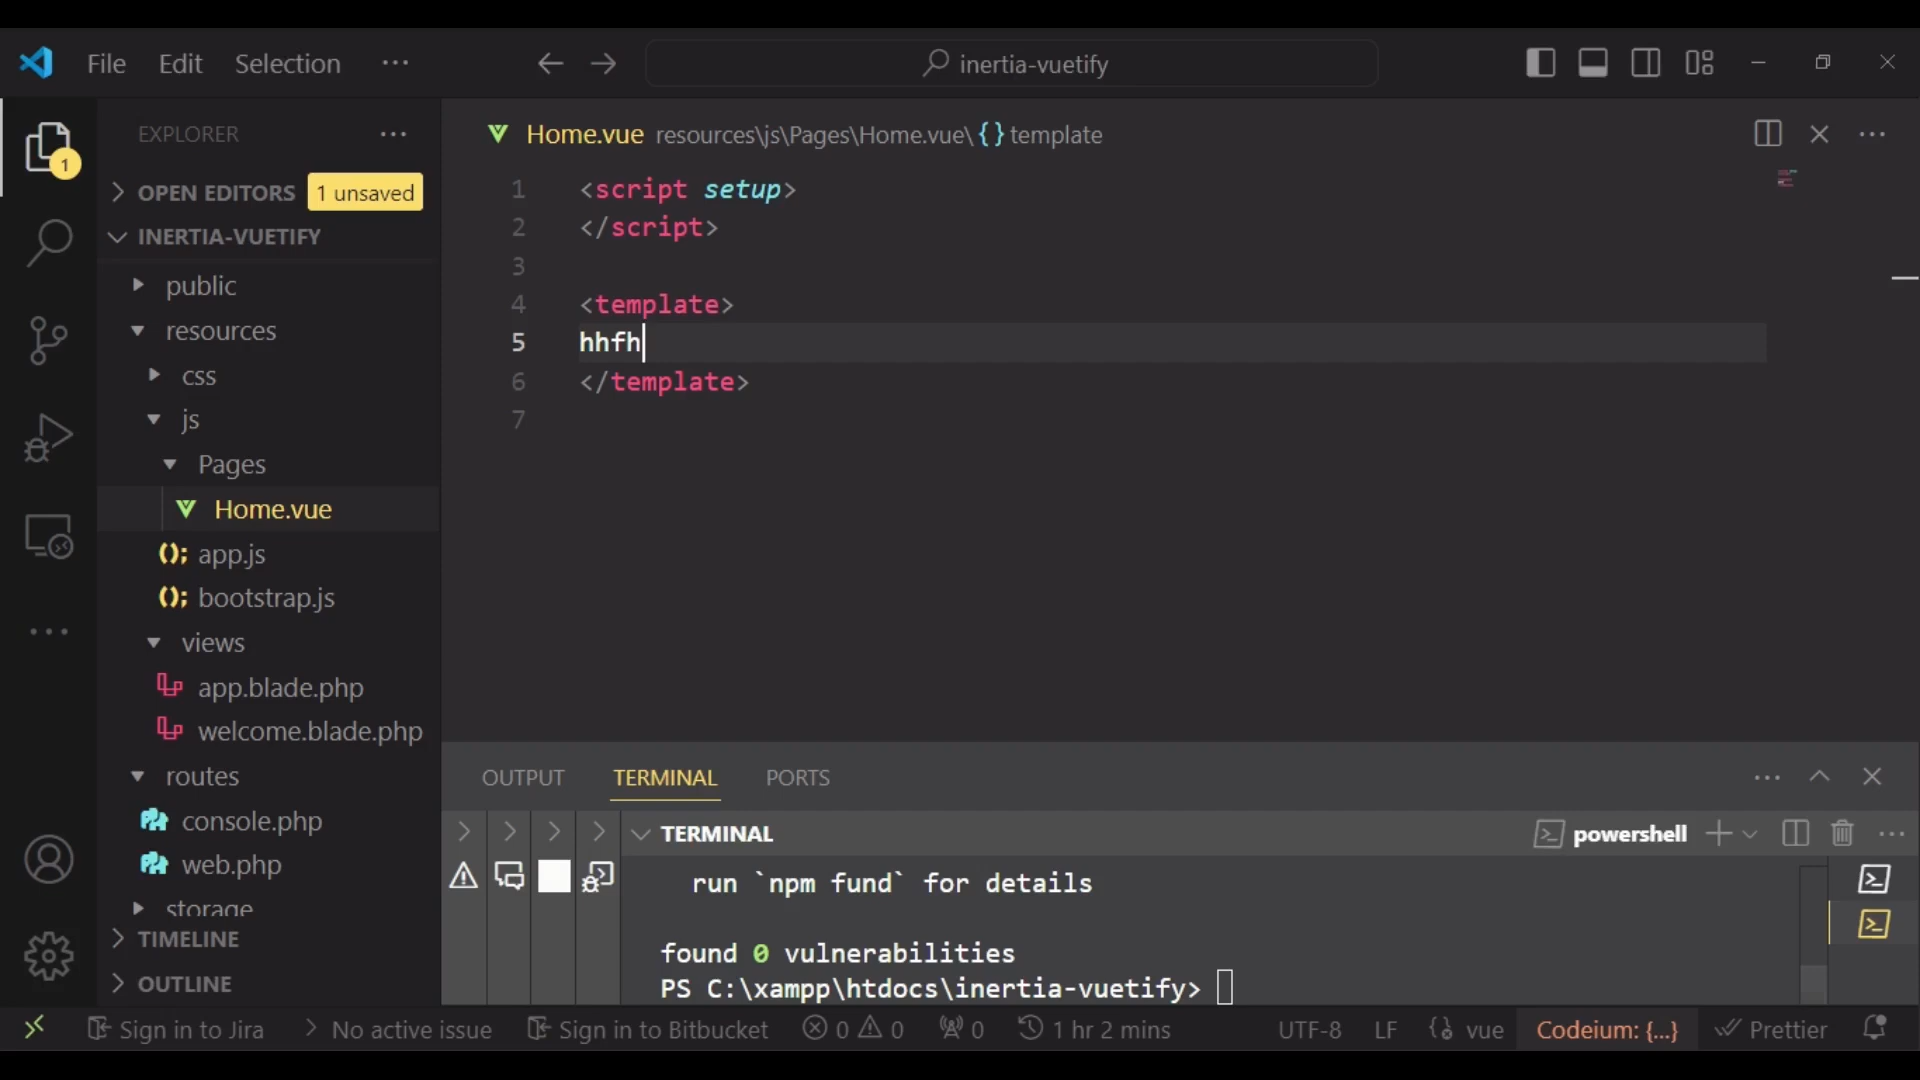 File Edit Selection ··· inertia-vuetify
EXPLORER ···
OPEN EDITORS 1 unsaved
INERTIA-VUETIFY
public
resources
css
js
Pages
Home.vue
app.js
bootstrap.js
views
app.blade.php
welcome.blade.php
routes
console.php
web.php
storage
TIMELINE
OUTLINE
1
Home.vue resources\js\Pages\Home.vue\{} template
1 <script setup>
2 </script>
3
4 <template>
5 hhfh
6 </template>
7
OUTPUT TERMINAL PORTS
TERMINAL powershell
run `npm fund` for details
found 0 vulnerabilities
PS C:\xampp\htdocs\inertia-vuetify>
Sign in to Jira No active issue Sign in to Bitbucket 0 0 0 1 hr 2 mins UTF-8 LF vue Codeium: {...} Prettier